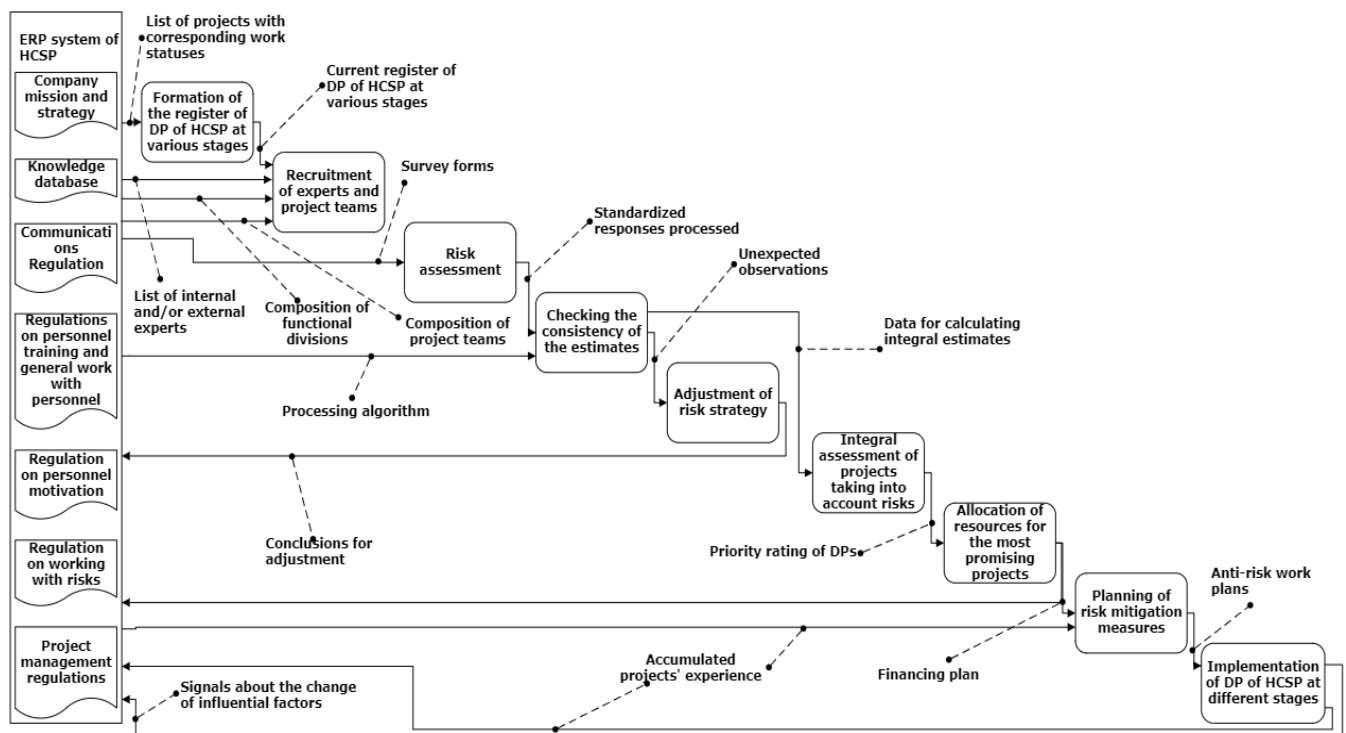 ERP system of
HCSP
Company
mission and
strategy
Knowledge
database
Communicati
ons
Regulation
Regulations
on personnel
training and
general work
with
personnel
Regulation
on personnel
motivation
Regulation
on working
with risks
Project
management
regulations
List of projects with
corresponding work
statuses
Formation of
the register of
DP of HCSP at
various stages
Current register of
DP of HCSP at
various stages
Recruitment
of experts and
project teams
Survey forms
List of internal
and/or external
experts
Composition of
functional
divisions
Composition of
project teams
Risk
assessment
Standardized
responses processed
Processing algorithm
Checking the
consistency of
the estimates
Unexpected
observations
Adjustment of
risk strategy
Data for calculating
integral estimates
Conclusions for
adjustment
Integral
assessment of
projects
taking into
account risks
Priority rating of DPs
Allocation of
resources for
the most
promising
projects
Planning of
risk mitigation
measures
Anti-risk work
plans
Financing plan
Accumulated
projects' experience
Implementation
of DP of HCSP at
different stages
Signals about the change
of influential factors